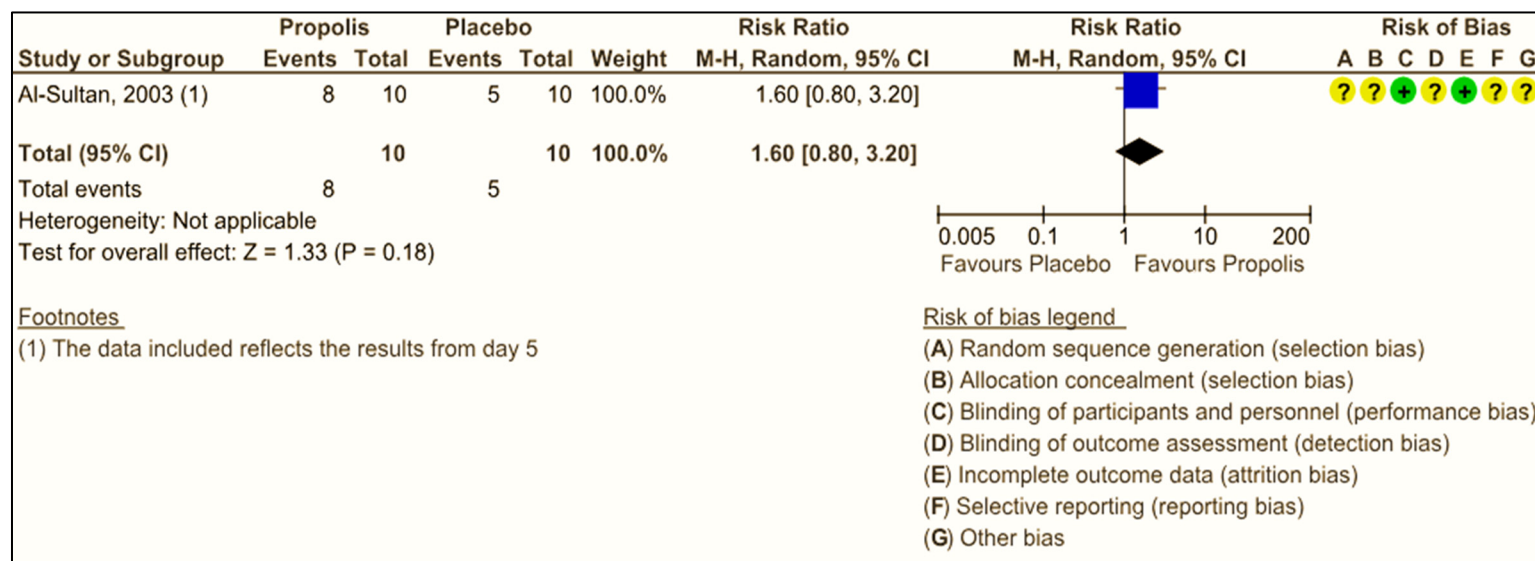 Propolis Placebo Risk Ratio Risk Ratio Risk of Bias
Study or Subgroup Events Total Events Total Weight M-H, Random, 95% CI M-H, Random, 95% CI A B C D E F G
Al-Sultan, 2003 (1) 8 10 5 10 100.0% 1.60 [0.80, 3.20] ? ? + ? + ? ?
Total (95% CI) 10 10 100.0% 1.60 [0.80, 3.20]
Total events 8 5
Heterogeneity: Not applicable
Test for overall effect: Z = 1.33 (P = 0.18)
0.005 0.1 1 10 200
Favours Placebo Favours Propolis
Footnotes
(1) The data included reflects the results from day 5
Risk of bias legend
(A) Random sequence generation (selection bias)
(B) Allocation concealment (selection bias)
(C) Blinding of participants and personnel (performance bias)
(D) Blinding of outcome assessment (detection bias)
(E) Incomplete outcome data (attrition bias)
(F) Selective reporting (reporting bias)
(G) Other bias